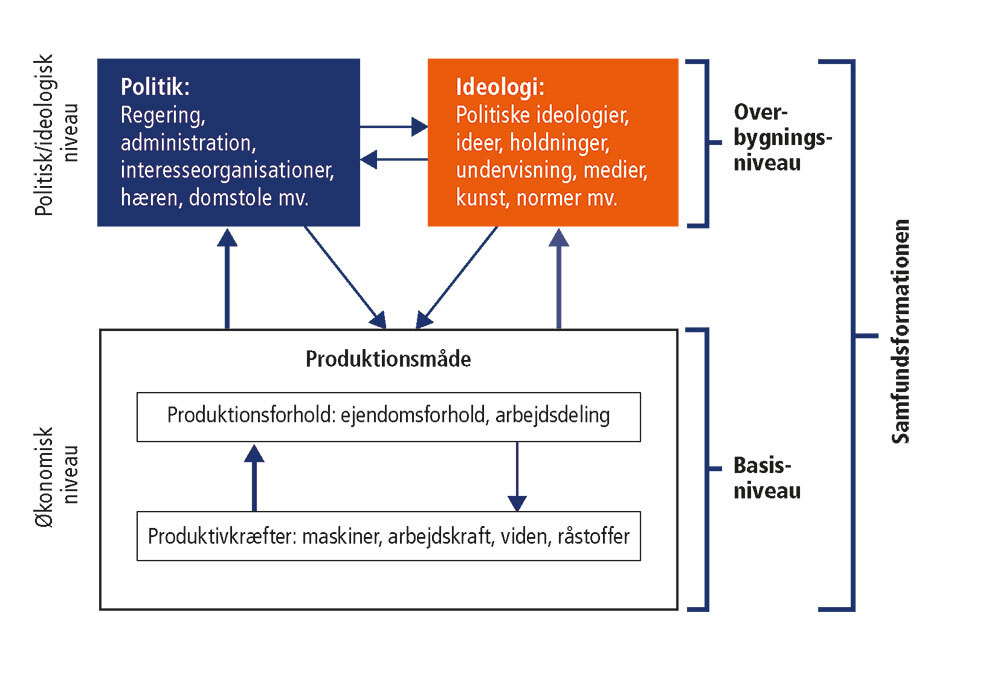 Politisk/ideologisk
niveau
Politik:
Regering,
administration,
interesseorganisationer,
hæren, domstole mv.
Ideologi:
Politiske ideologier,
ideer, holdninger,
undervisning, medier,
kunst, normer mv.
Over-
bygnings-
niveau
Samfundsformationen
Økonomisk
niveau
Produktionsmåde
Produktionsforhold: ejendomsforhold, arbejdsdeling
Produktivkræfter: maskiner, arbejdskraft, viden, råstoffer
Basis-
niveau